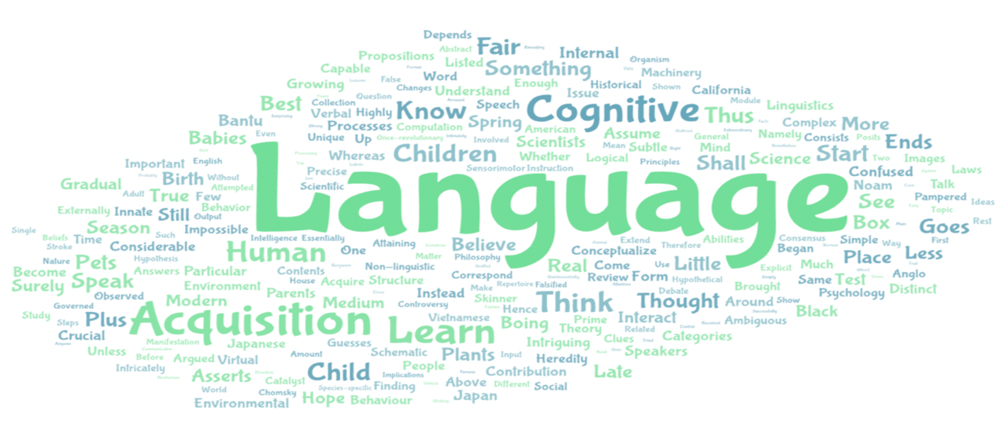 Depends
Fair
Abstract
Propositions
Listed
Internal
Capable
Something
Organism
Growing
Word
Machinery
False
Enough
Historical
Shown
California
Changes
Understand
Issue
Question
Best
Collection
Know
Speech
Cognitive
Thus
Module
Linguistics
Verbal
Highly
Bantu
Processes
Computation
Spring
American
Assume
Namely
Complex
More
Babies
Even
Unique
Up
Once-revolutionary
Involved
Scientists
Mean
Subtle
General
Mind
Consists
Posits
Ends
Whereas
Children
Whether
Logical
Principles
Shall
Science
Start
Two
Images
Important
English
Precise
Sensorimotor
Instruction
Confused
Laws
Birth
Without
Language
Gradual
Adult
True
Few
Attempted
Scientific
Noam
Talk
Externally
Innate
Still
Output
Behavior
See
Pampered
Ideas
Topic
Season
Impossible
Box
Goes
Rest
Single
Beliefs
Time
Such
Considerable
Intelligence
Essentially
Attaining
Believe
Extend
Abilities
Consensus
Simple
Way
First
Stroke
Human
One
Conceptualize
Therefore
Began
Nature
Pets
Hypothesis
Matter
Philosophy
Place
Less
Become
Answers
Particular
Contents
Non-linguistic
Real
Come
Use
Little
Explicit
Much
Anglo
Surely
Speak
House
Acquire
Structure
Correspond
Review
Form
Hypothetical
Same
Test
Environment
Parents
Instead
Make
Repertoire
Falsified
Debate
Brought
Psychology
Distinct
Governed
Observed
Modern
Medium
Controversy
Skinner
Hence
Think
Thought
Around
Show
Black
Study
Steps
Plus
Acquisition
Learn
Vietnamese
Boing
Prime
Interact
Ambiguous
Crucial
Theory
Related
Manifestation
Japanese
Guesses
Intriguing
Clues
Categories
Unless
Before
Argued
Virtual
Amount
Schematic
Plants
Input
Heredity
Speakers
Intricately
Asserts
Child
People
Implications
Contribution
Late
Catalyst
World
Chomsky
Species-specific
Finding
Above
Different
Social
Environmental
Hope
Behaviour
Japan